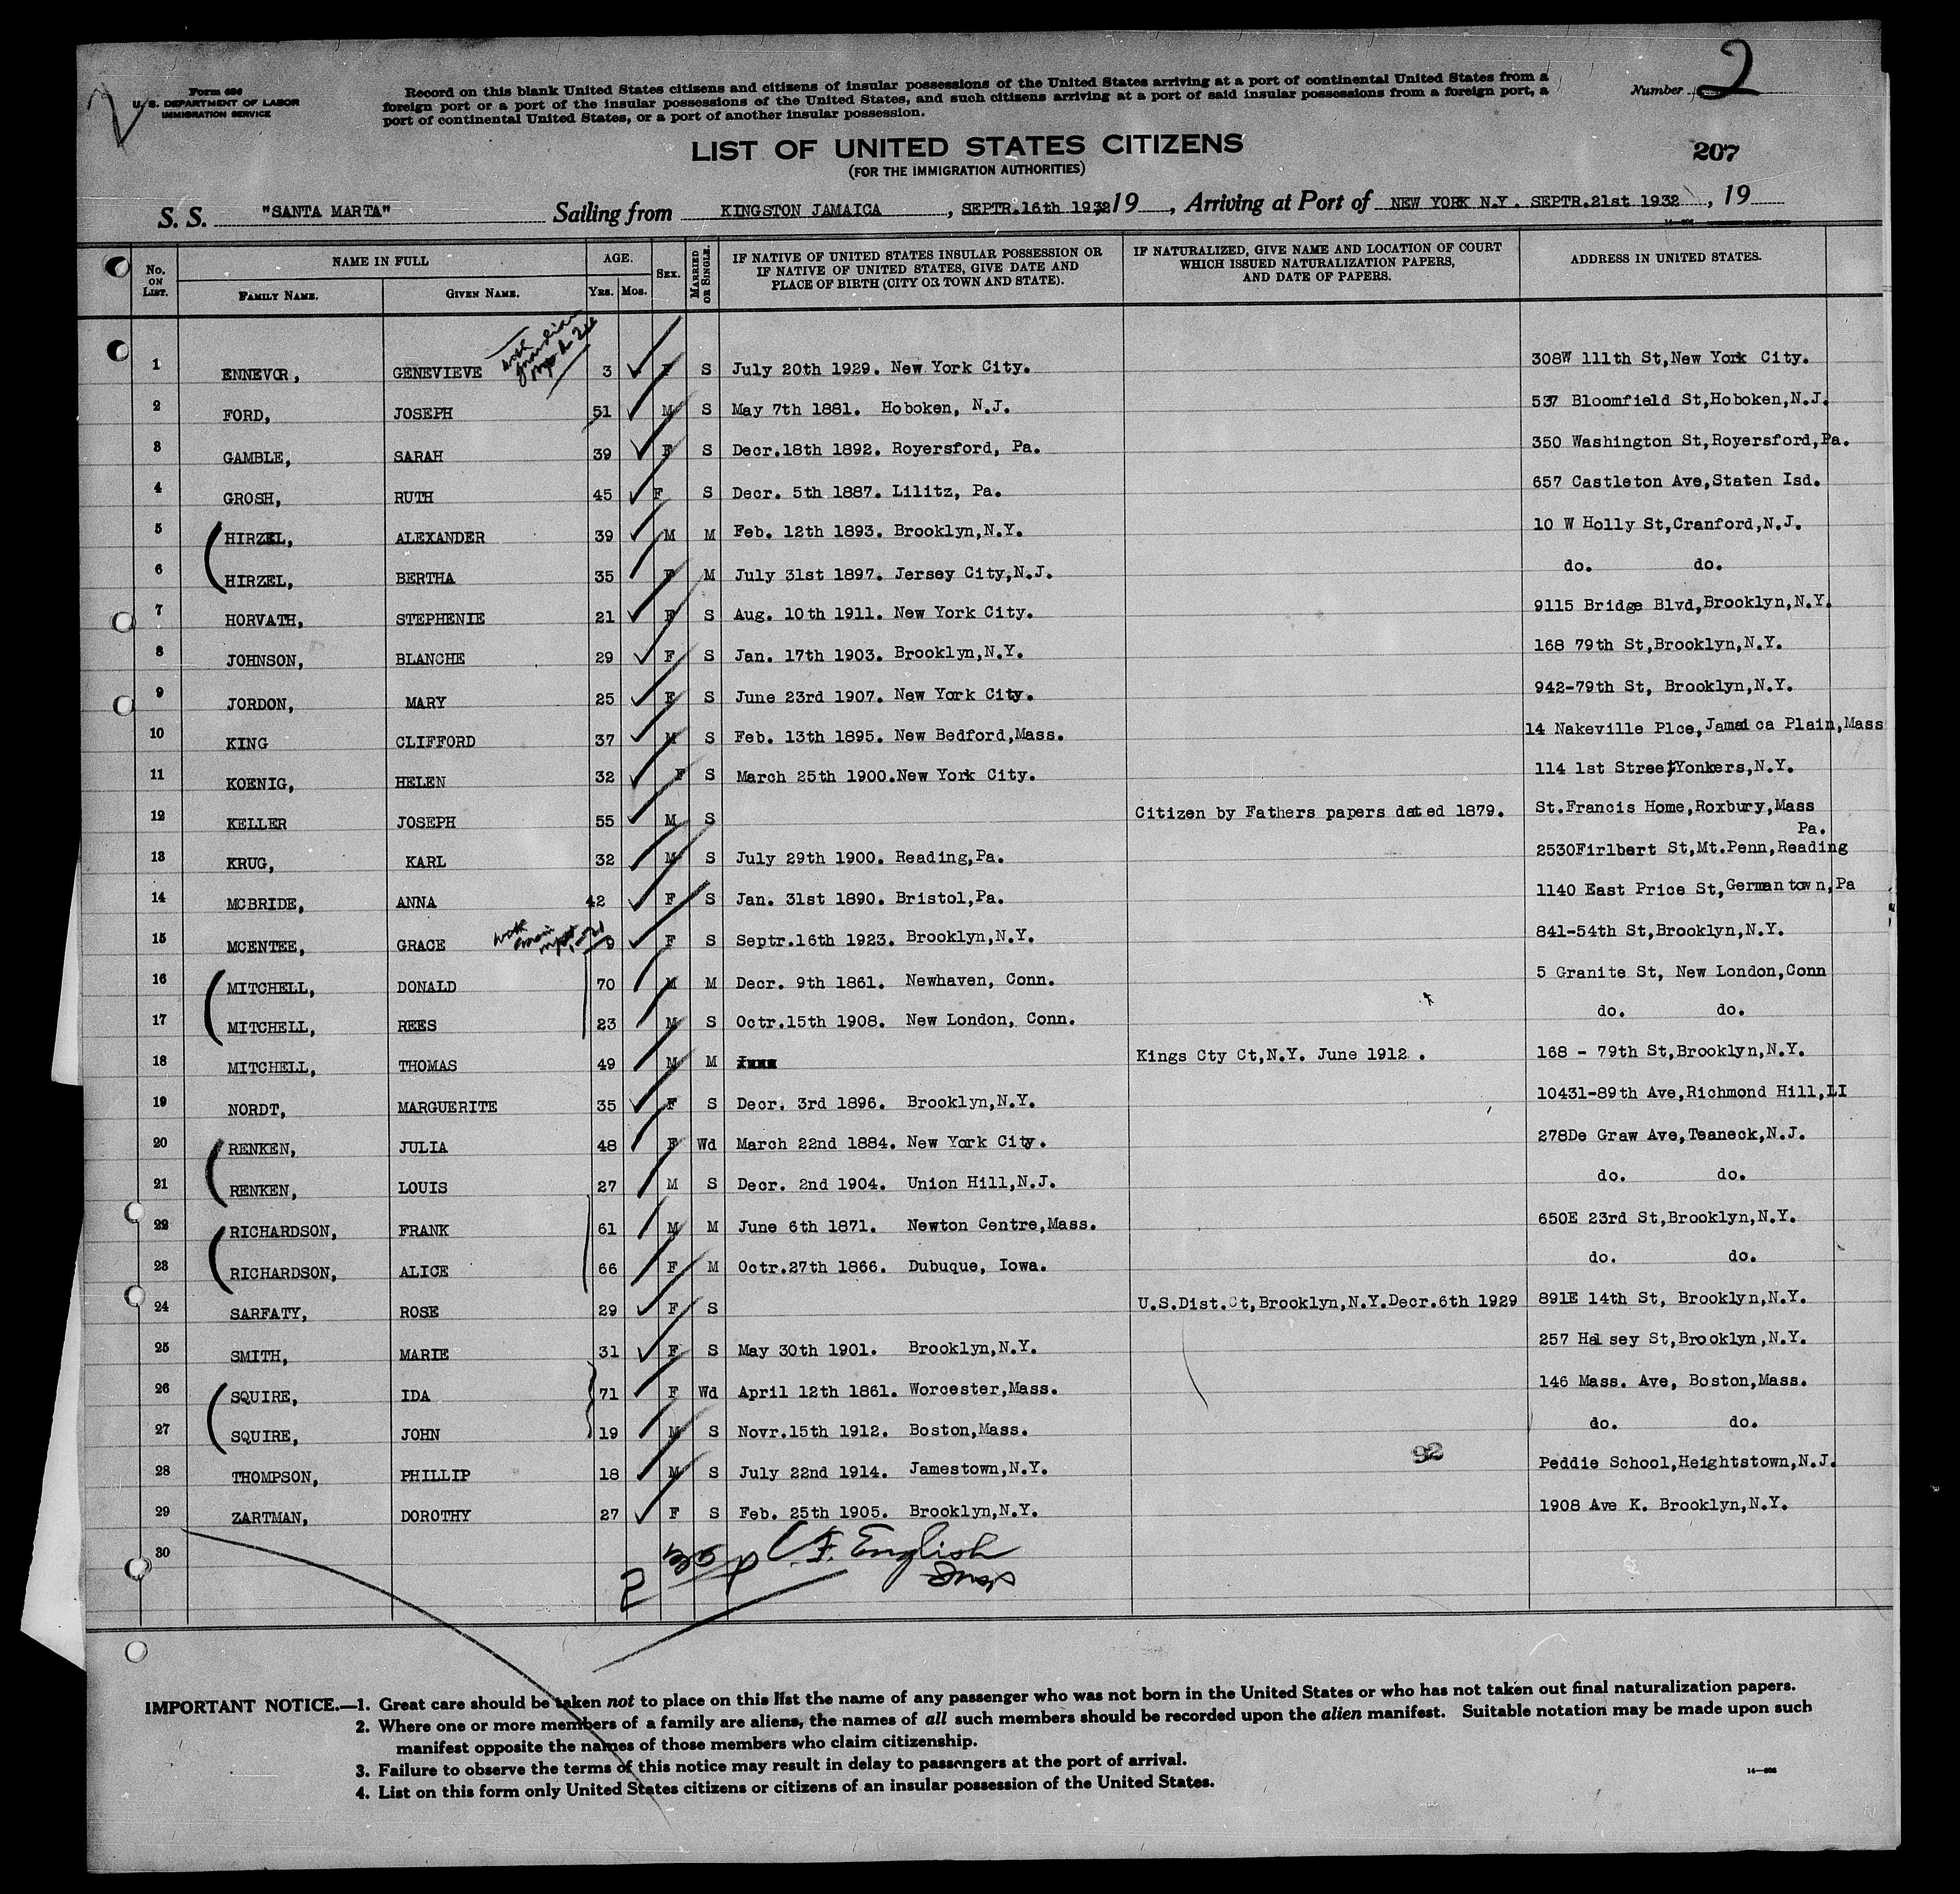 Form 630
U. S. DEPARTMENT OF LABOR
IMMIGRATION SERVICE
Record on this blank United States citizens and citizens of insular possessions of the United States arriving at a port of continental United States from a
foreign port or a port of the insular possessions of the United States, and such citizens arriving at a port of said insular possessions from a foreign port, a
port of continental United States, or a port of another insular possession.
Number 2
LIST OF UNITED STATES CITIZENS
(FOR THE IMMIGRATION AUTHORITIES)
207
S. S. "SANTA MARTA" Sailing from KINGSTON JAMAICA, SEPTR.16th 1932 19, Arriving at Port of NEW YORK N.Y. SEPTR.21st 1932, 19
No. ON LIST. NAME IN FULL FAMILY NAME. GIVEN NAME. AGE. YRS. MOS. SEX. MARRIED OR SINGLE. IF NATIVE OF UNITED STATES INSULAR POSSESSION OR IF NATIVE OF UNITED STATES, GIVE DATE AND PLACE OF BIRTH (CITY OR TOWN AND STATE). IF NATURALIZED, GIVE NAME AND LOCATION OF COURT WHICH ISSUED NATURALIZATION PAPERS, AND DATE OF PAPERS. ADDRESS IN UNITED STATES.
1 ENNEVOR, GENEVIEVE 3 F S July 20th 1929. New York City. 308W 111th St,New York City.
2 FORD, JOSEPH 51 M S May 7th 1881. Hoboken, N.J. 537 Bloomfield St,Hoboken,N.J.
3 GAMBLE, SARAH 39 F S Decr.18th 1892. Royersford, Pa. 350 Washington St,Royersford,Pa.
4 GROSH, RUTH 45 F S Decr. 5th 1887. Lilitz, Pa. 657 Castleton Ave,Staten Isd.
5 HIRZEL, ALEXANDER 39 M M Feb. 12th 1893. Brooklyn,N.Y. 10 W Holly St,Cranford,N.J.
6 HIRZEL, BERTHA 35 F M July 31st 1897. Jersey City,N.J. do. do.
7 HORVATH, STEPHENIE 21 F S Aug. 10th 1911. New York City. 9115 Bridge Blvd,Brooklyn,N.Y.
8 JOHNSON, BLANCHE 29 F S Jan. 17th 1903. Brooklyn,N.Y. 168 79th St,Brooklyn,N.Y.
9 JORDON, MARY 25 F S June 23rd 1907. New York City. 942-79th St, Brooklyn,N.Y.
10 KING CLIFFORD 37 M S Feb. 13th 1895. New Bedford,Mass. 14 Nakeville Plce,Jamai ca Plain,Mass
11 KOENIG, HELEN 32 F S March 25th 1900.New York City. 114 1st Street,Yonkers,N.Y.
12 KELLER JOSEPH 55 M S Citizen by Fathers papers dated 1879. St.Francis Home,Roxbury,Mass
Pa.
13 KRUG, KARL 32 M S July 29th 1900. Reading,Pa. 2530Firlbert St,Mt.Penn,Reading
14 MCBRIDE, ANNA 42 F S Jan. 31st 1890. Bristol,Pa. 1140 East Price St,German town,Pa
15 MCENTEE, GRACE 9 F S Septr.16th 1923. Brooklyn,N.Y. 841-54th St,Brooklyn,N.Y.
16 MITCHELL, DONALD 70 M M Decr. 9th 1861. Newhaven, Conn. 5 Granite St, New London,Conn
17 MITCHELL, REES 23 M S Octr.15th 1908. New London, Conn. do. do.
18 MITCHELL, THOMAS 49 M M Kings Cty Ct,N.Y. June 1912 . 168 - 79th St,Brooklyn,N.Y.
19 NORDT, MARGUERITE 35 F S Decr. 3rd 1896. Brooklyn,N.Y. 10431-89th Ave,Richmond Hill,LI
20 RENKEN, JULIA 48 F Wd March 22nd 1884. New York City. 278De Graw Ave,Teaneck,N.J.
21 RENKEN, LOUIS 27 M S Decr. 2nd 1904. Union Hill,N.J. do. do.
22 RICHARDSON, FRANK 61 M M June 6th 1871. Newton Centre,Mass. 650E 23rd St,Brooklyn,N.Y.
23 RICHARDSON, ALICE 66 F M Octr.27th 1866. Dubuque, Iowa. do. do.
24 SARFATY, ROSE 29 F S U.S.Dist.Ct,Brooklyn,N.Y.Decr.6th 1929 891E 14th St, Brooklyn,N.Y.
25 SMITH, MARIE 31 F S May 30th 1901. Brooklyn,N.Y. 257 Hal sey St,Brooklyn,N.Y.
26 SQUIRE, IDA 71 F Wd April 12th 1861. Worcester,Mass. 146 Mass. Ave, Boston,Mass.
27 SQUIRE, JOHN 19 M S Novr.15th 1912. Boston,Mass. do. do.
92
28 THOMPSON, PHILLIP 18 M S July 22nd 1914. Jamestown,N.Y. Peddie School,Heightstown,N.J.
29 ZARTMAN, DOROTHY 27 F S Feb. 25th 1905. Brooklyn,N.Y. 1908 Ave K. Brooklyn,N.Y.
30
English
Insp
IMPORTANT NOTICE.—1. Great care should be taken not to place on this list the name of any passenger who was not born in the United States or who has not taken out final naturalization papers.
2. Where one or more members of a family are aliens, the names of all such members should be recorded upon the alien manifest. Suitable notation may be made upon such
manifest opposite the names of those members who claim citizenship.
3. Failure to observe the terms of this notice may result in delay to passengers at the port of arrival.
4. List on this form only United States citizens or citizens of an insular possession of the United States.